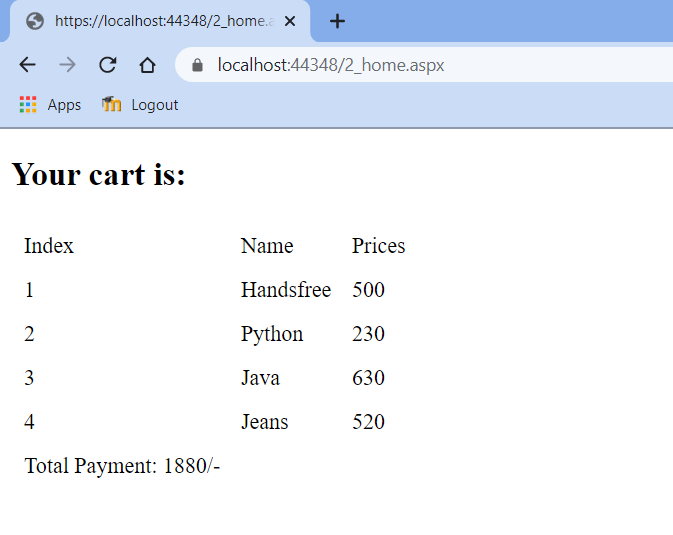 https://localhost:44348/2_home.a
localhost:44348/2_home.aspx
Apps Logout
Your cart is:
Index Name Prices
1 Handsfree 500
2 Python 230
3 Java 630
4 Jeans 520
Total Payment: 1880/-